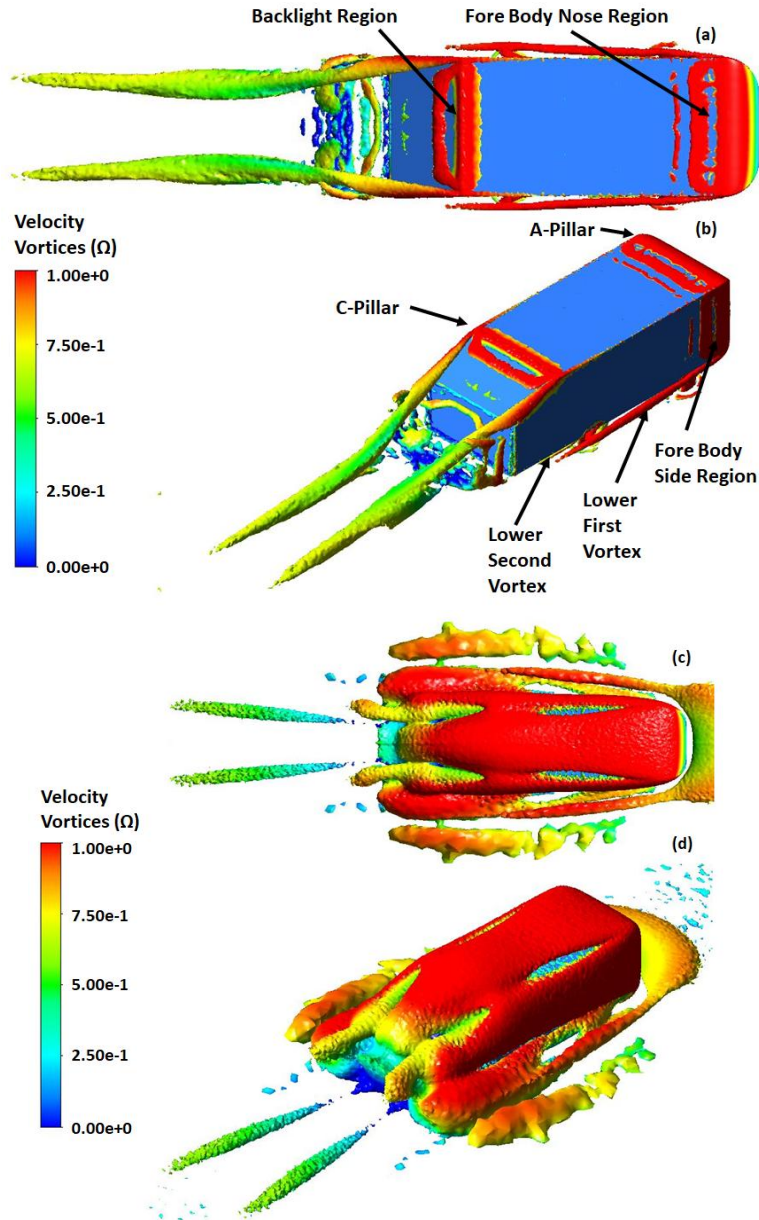 Backlight Region
Fore Body Nose Region
(a)
Velocity
Vortices (Ω)
1.00e+0
7.50e-1
5.00e-1
2.50e-1
0.00e+0
A-Pillar
(b)
C-Pillar
Fore Body
Side Region
Lower
First
Vortex
Lower
Second
Vortex
(c)
Velocity
Vortices (Ω)
1.00e+0
7.50e-1
5.00e-1
2.50e-1
0.00e+0
(d)